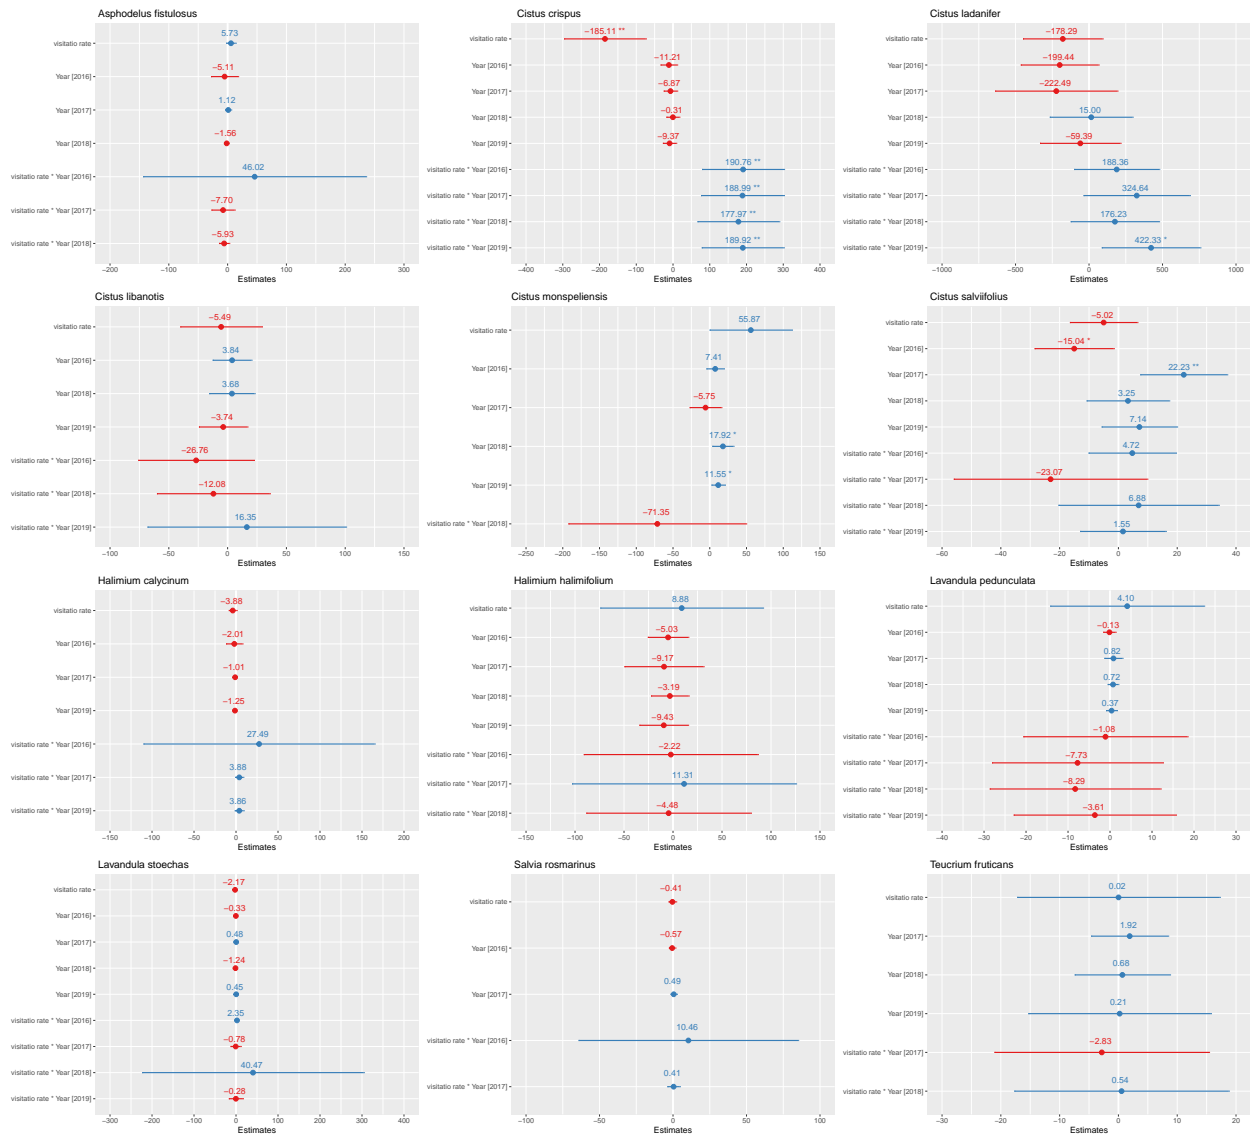 Asphodelus fistulosus
5.73
visitatio rate
−5.11
Year [2016]
1.12
Year [2017]
−1.56
Year [2018]
46.02
visitatio rate * Year [2016]
−7.70
visitatio rate * Year [2017]
−5.93
visitatio rate * Year [2018]
−200 −100 0 100 200 300
Estimates
Cistus crispus
−185.11 **
visitatio rate
−11.21
Year [2016]
−6.87
Year [2017]
−0.31
Year [2018]
−9.37
Year [2019]
190.76 **
visitatio rate * Year [2016]
188.99 **
visitatio rate * Year [2017]
177.97 **
visitatio rate * Year [2018]
189.92 **
visitatio rate * Year [2019]
−400 −300 −200 −100 0 100 200 300 400
Estimates
Cistus ladanifer
−178.29
visitatio rate
−199.44
Year [2016]
−222.49
Year [2017]
15.00
Year [2018]
−59.39
Year [2019]
188.36
visitatio rate * Year [2016]
324.64
visitatio rate * Year [2017]
176.23
visitatio rate * Year [2018]
422.33 *
visitatio rate * Year [2019]
−1000 −500 0 500 1000
Estimates
Cistus libanotis
−5.49
visitatio rate
3.84
Year [2016]
3.68
Year [2018]
−3.74
Year [2019]
−26.76
visitatio rate * Year [2016]
−12.08
visitatio rate * Year [2018]
16.35
visitatio rate * Year [2019]
−100 −50 0 50 100 150
Estimates
Cistus monspeliensis
55.87
visitatio rate
7.41
Year [2016]
−5.75
Year [2017]
17.92 *
Year [2018]
11.55 *
Year [2019]
−71.35
visitatio rate * Year [2018]
−250 −200 −150 −100 −50 0 50 100 150
Estimates
Cistus salviifolius
−5.02
visitatio rate
−15.04 *
Year [2016]
22.23 **
Year [2017]
3.25
Year [2018]
7.14
Year [2019]
4.72
visitatio rate * Year [2016]
−23.07
visitatio rate * Year [2017]
6.88
visitatio rate * Year [2018]
1.55
visitatio rate * Year [2019]
−60 −40 −20 0 20 40
Estimates
Halimium calycinum
−3.88
visitatio rate
−2.01
Year [2016]
−1.01
Year [2017]
−1.25
Year [2019]
27.49
visitatio rate * Year [2016]
3.88
visitatio rate * Year [2017]
3.86
visitatio rate * Year [2019]
−150 −100 −50 0 50 100 150 200
Estimates
Halimium halimifolium
8.88
visitatio rate
−5.03
Year [2016]
−9.17
Year [2017]
−3.19
Year [2018]
−9.43
Year [2019]
−2.22
visitatio rate * Year [2016]
11.31
visitatio rate * Year [2017]
−4.48
visitatio rate * Year [2018]
−150 −100 −50 0 50 100 150
Estimates
Lavandula pedunculata
4.10
visitatio rate
−0.13
Year [2016]
0.82
Year [2017]
0.72
Year [2018]
0.37
Year [2019]
−1.08
visitatio rate * Year [2016]
−7.73
visitatio rate * Year [2017]
−8.29
visitatio rate * Year [2018]
−3.61
visitatio rate * Year [2019]
−40 −30 −20 −10 0 10 20 30
Estimates
Lavandula stoechas
−2.17
visitatio rate
−0.33
Year [2016]
0.48
Year [2017]
−1.24
Year [2018]
0.45
Year [2019]
2.35
visitatio rate * Year [2016]
−0.78
visitatio rate * Year [2017]
40.47
visitatio rate * Year [2018]
−0.28
visitatio rate * Year [2019]
−300 −200 −100 0 100 200 300 400
Estimates
Salvia rosmarinus
−0.41
visitatio rate
−0.57
Year [2016]
0.49
Year [2017]
10.46
visitatio rate * Year [2016]
0.41
visitatio rate * Year [2017]
−100 −50 0 50 100
Estimates
Teucrium fruticans
0.02
visitatio rate
1.92
Year [2017]
0.68
Year [2018]
0.21
Year [2019]
−2.83
visitatio rate * Year [2017]
0.54
visitatio rate * Year [2018]
−30 −20 −10 0 10 20
Estimates